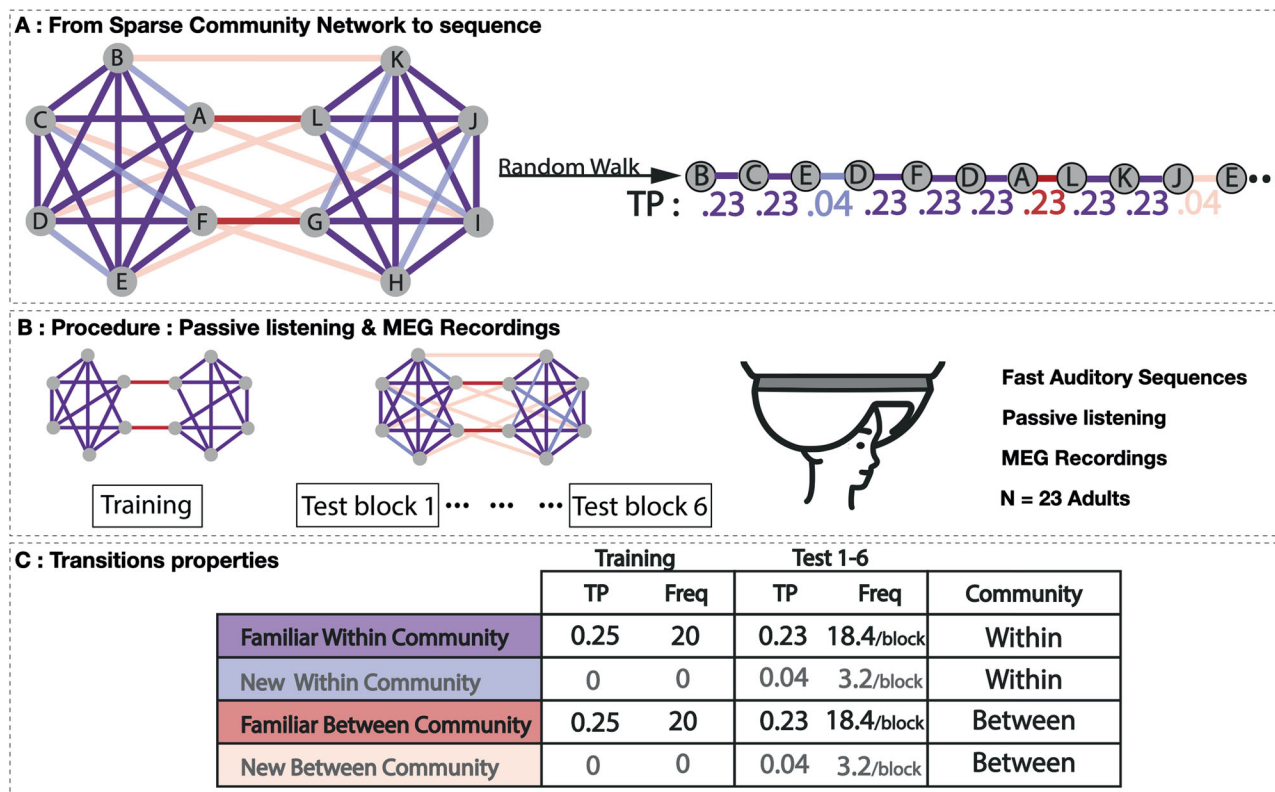 A : From Sparse Community Network to sequence
B
K
C
A
L
J
D
F
G
I
E
H
Random Walk
B C E D F D A L K J E ••
TP : .23 .23 .04 .23 .23 .23 .23 .23 .23 .04
B : Procedure : Passive listening & MEG Recordings
Training
Test block 1 ••• ••• ••• Test block 6
Fast Auditory Sequences
Passive listening
MEG Recordings
N = 23 Adults
C : Transitions properties
Training Test 1-6
TP Freq TP Freq Community
Familiar Within Community 0.25 20 0.23 18.4/block Within
New Within Community 0 0 0.04 3.2/block Within
Familiar Between Community 0.25 20 0.23 18.4/block Between
New Between Community 0 0 0.04 3.2/block Between